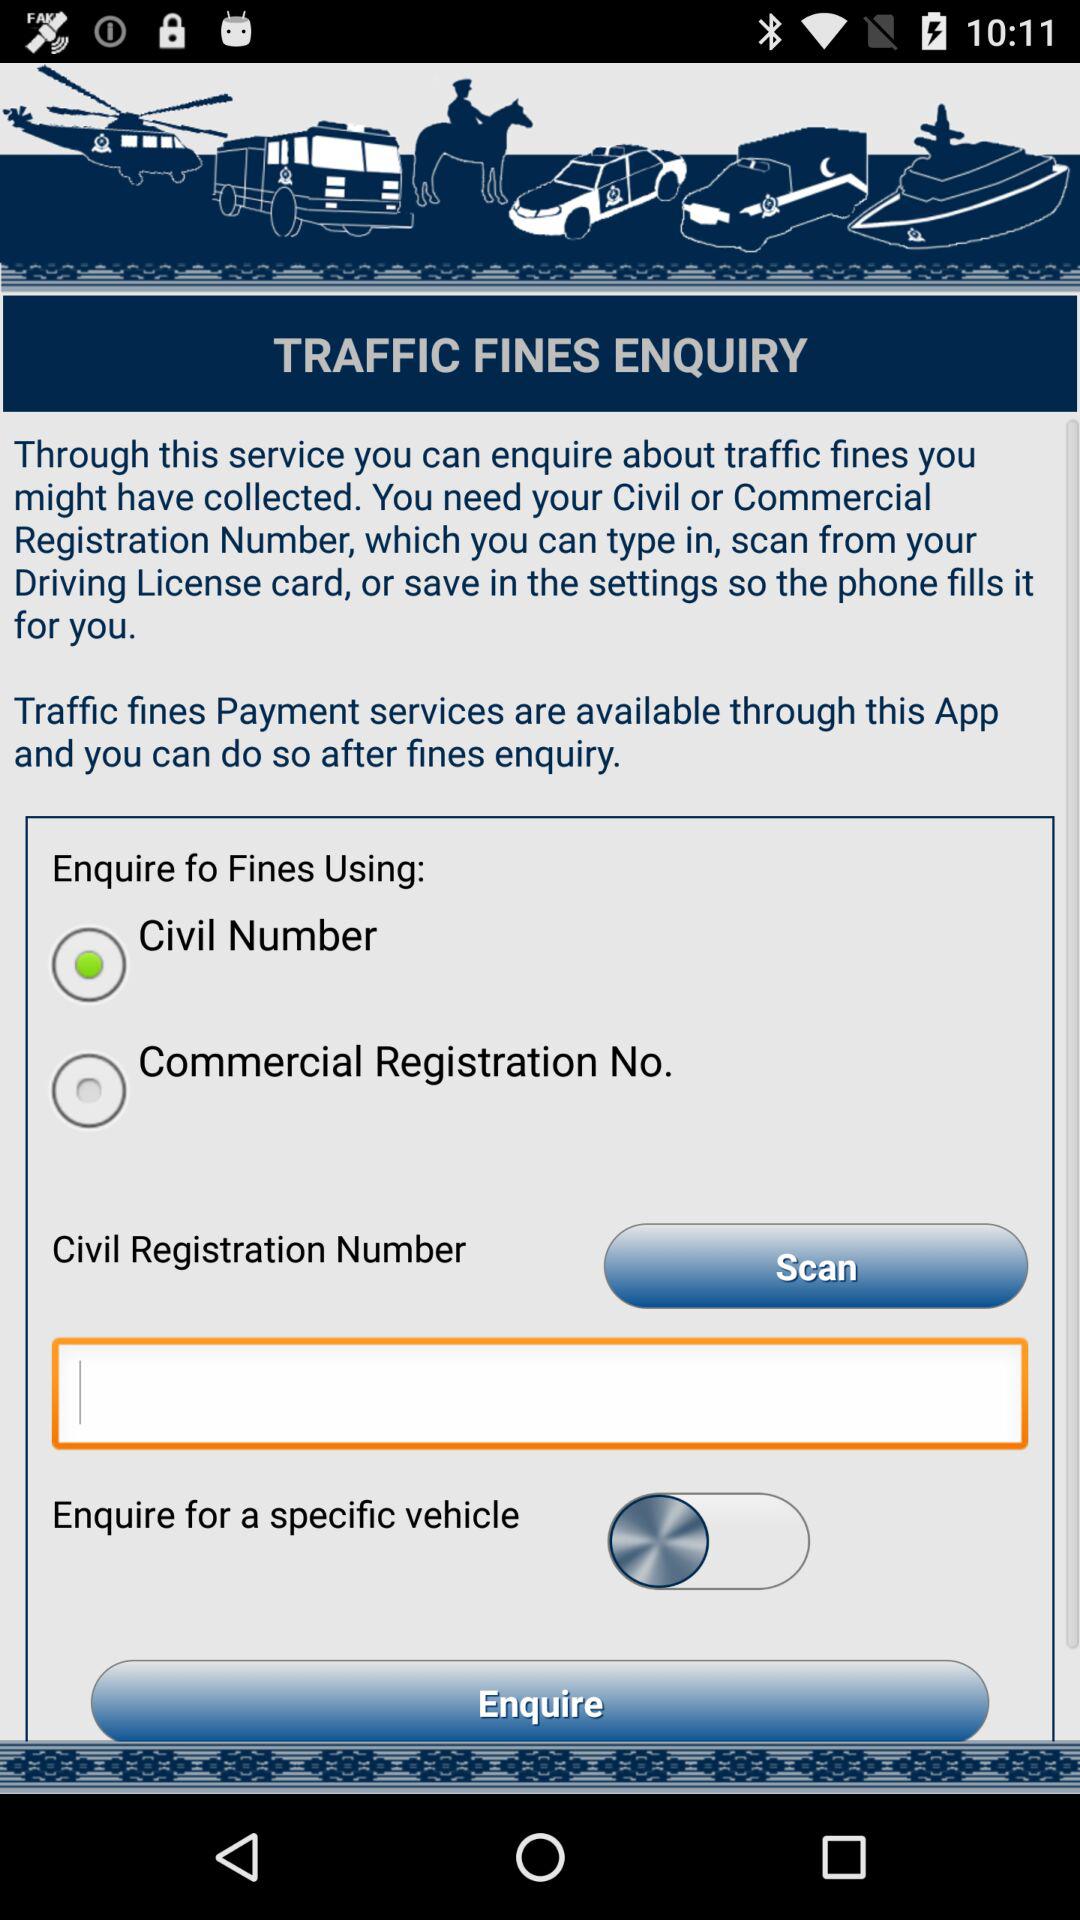 FAKE
10:11
TRAFFIC FINES ENQUIRY
Through this service you can enquire about traffic fines you
might have collected. You need your Civil or Commercial
Registration Number, which you can type in, scan from your
Driving License card, or save in the settings so the phone fills it
for you.
Traffic fines Payment services are available through this App
and you can do so after fines enquiry.
Enquire fo Fines Using:
Civil Number
Commercial Registration No.
Civil Registration Number
Scan
Enquire for a specific vehicle
Enquire